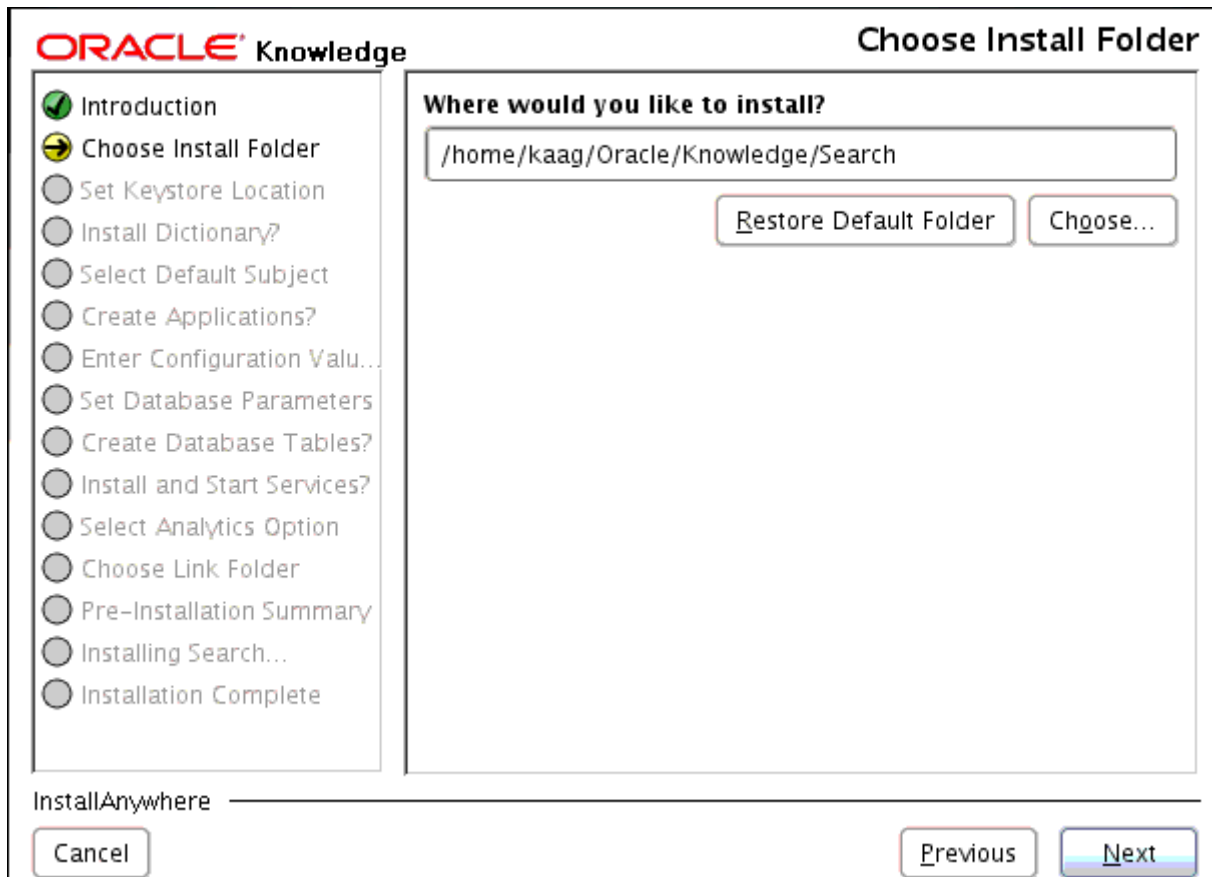 ORACLE Knowledge
Choose Install Folder
Introduction
Choose Install Folder
Set Keystore Location
Install Dictionary?
Select Default Subject
Create Applications?
Enter Configuration Valu...
Set Database Parameters
Create Database Tables?
Install and Start Services?
Select Analytics Option
Choose Link Folder
Pre-Installation Summary
Installing Search...
Installation Complete
Where would you like to install?
/home/kaag/Oracle/Knowledge/Search
Restore Default Folder
Choose...
InstallAnywhere
Cancel
Previous
Next